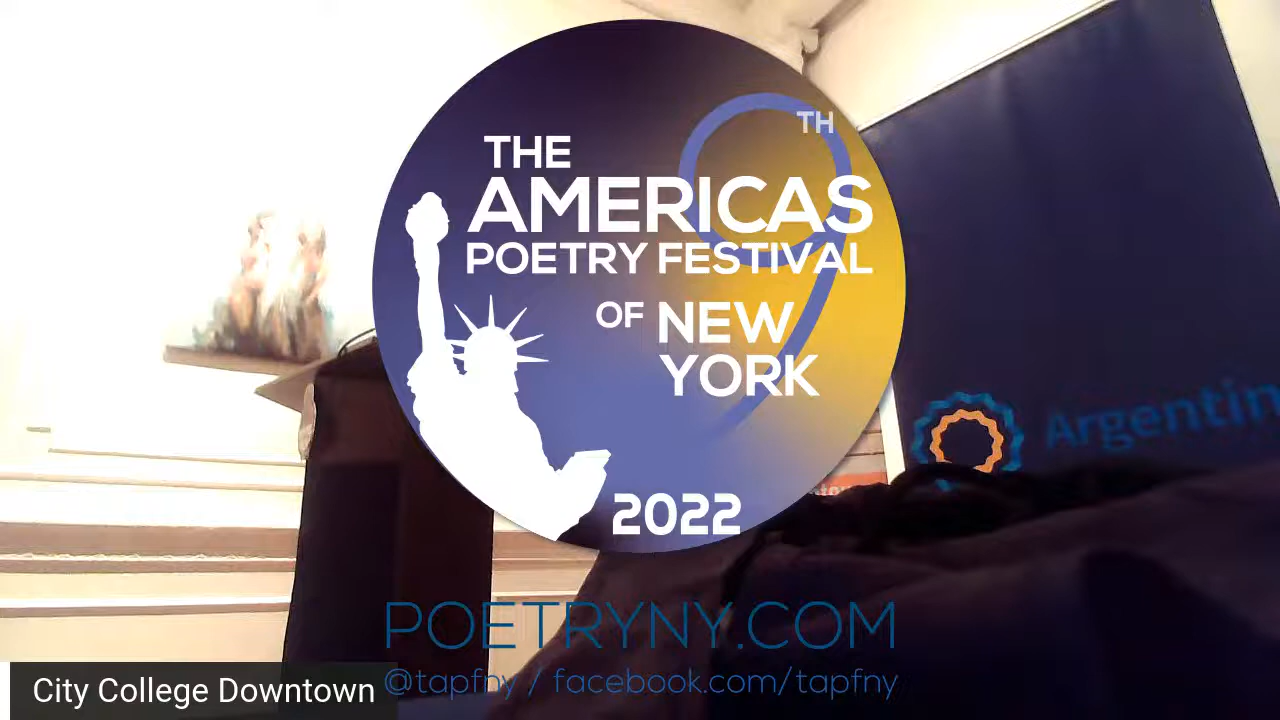 TH
THE
AMERICAS
POETRY FESTIVAL
OF NEW
YORK
2022
Argentin
POETRYNY.COM
@tapfny / facebook.com/tapfny
City College Downtown